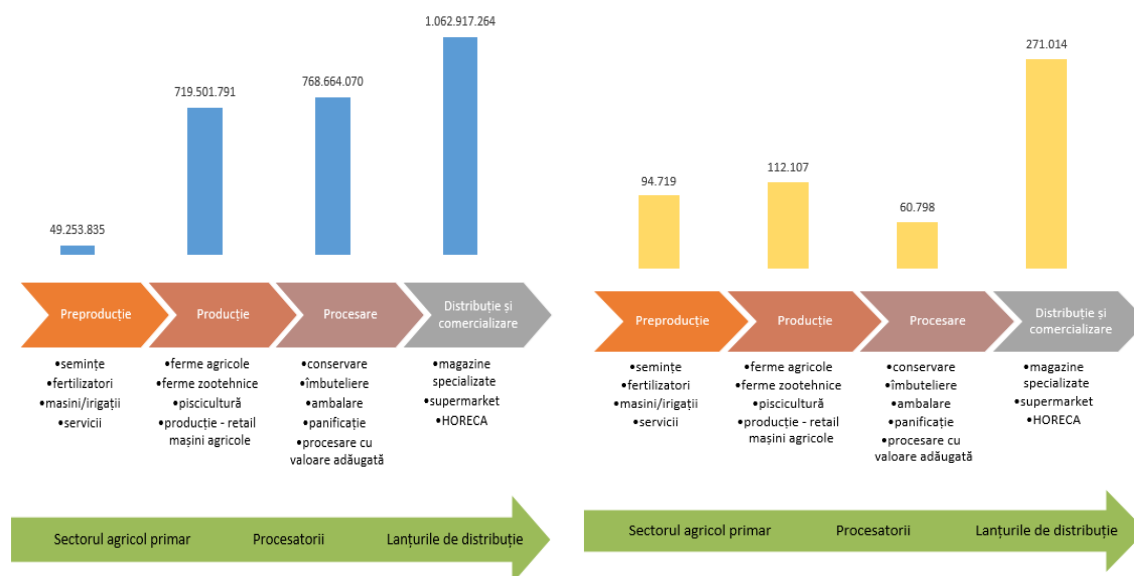 1.062.917.264
768.664.070
719.501.791
49.253.835
Preproducție
Producție
Procesare
Distribuție și
comercializare
•semințe
•fertilizatori
•masini/irigații
•servicii
•ferme agricole
•ferme zootehnice
•piscicultură
•producție - retail
mașini agricole
•conservare
•îmbuteliere
•ambalare
•panificație
•procesare cu
valoare adăugată
•magazine
specializate
•supermarket
•HORECA
Sectorul agricol primar
Procesatorii
Lanțurile de distribuție
271.014
94.719
112.107
60.798
Preproducție
Producție
Procesare
Distribuție și
comercializare
•semințe
•fertilizatori
•masini/irigații
•servicii
•ferme agricole
•ferme zootehnice
•piscicultură
•producție - retail
mașini agricole
•conservare
•îmbuteliere
•ambalare
•panificație
•procesare cu
valoare adăugată
•magazine
specializate
•supermarket
•HORECA
Sectorul agricol primar
Procesatorii
Lanțurile de distribuție